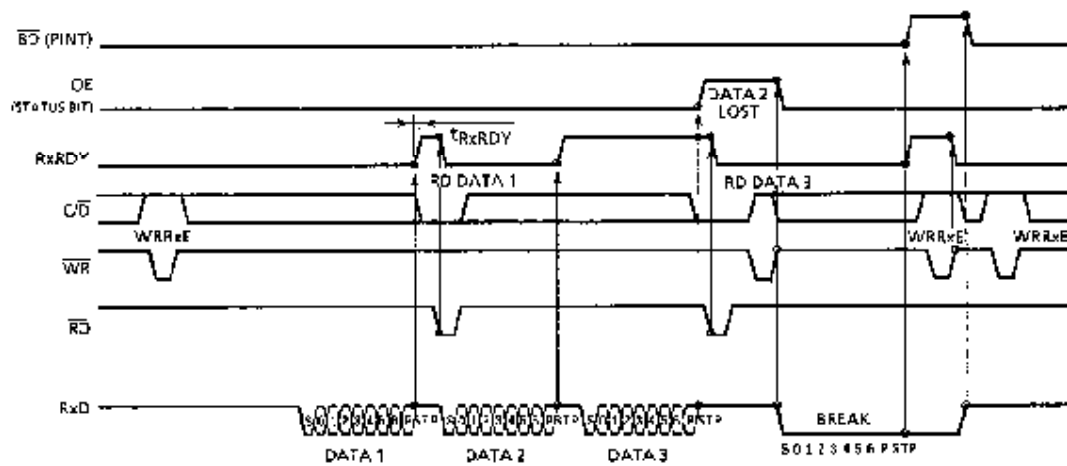 BD (PINT)
OE
(STATUS BIT)
DATA 2
LOST
tRxRDY
RxRDY
RD DATA 1
RD DATA 3
C/D
WRRxE
WRRxE
WRRxE
WR
RD
RxD
BREAK
S 0 1 2 3 4 5 6 P STP
DATA 1
DATA 2
DATA 3